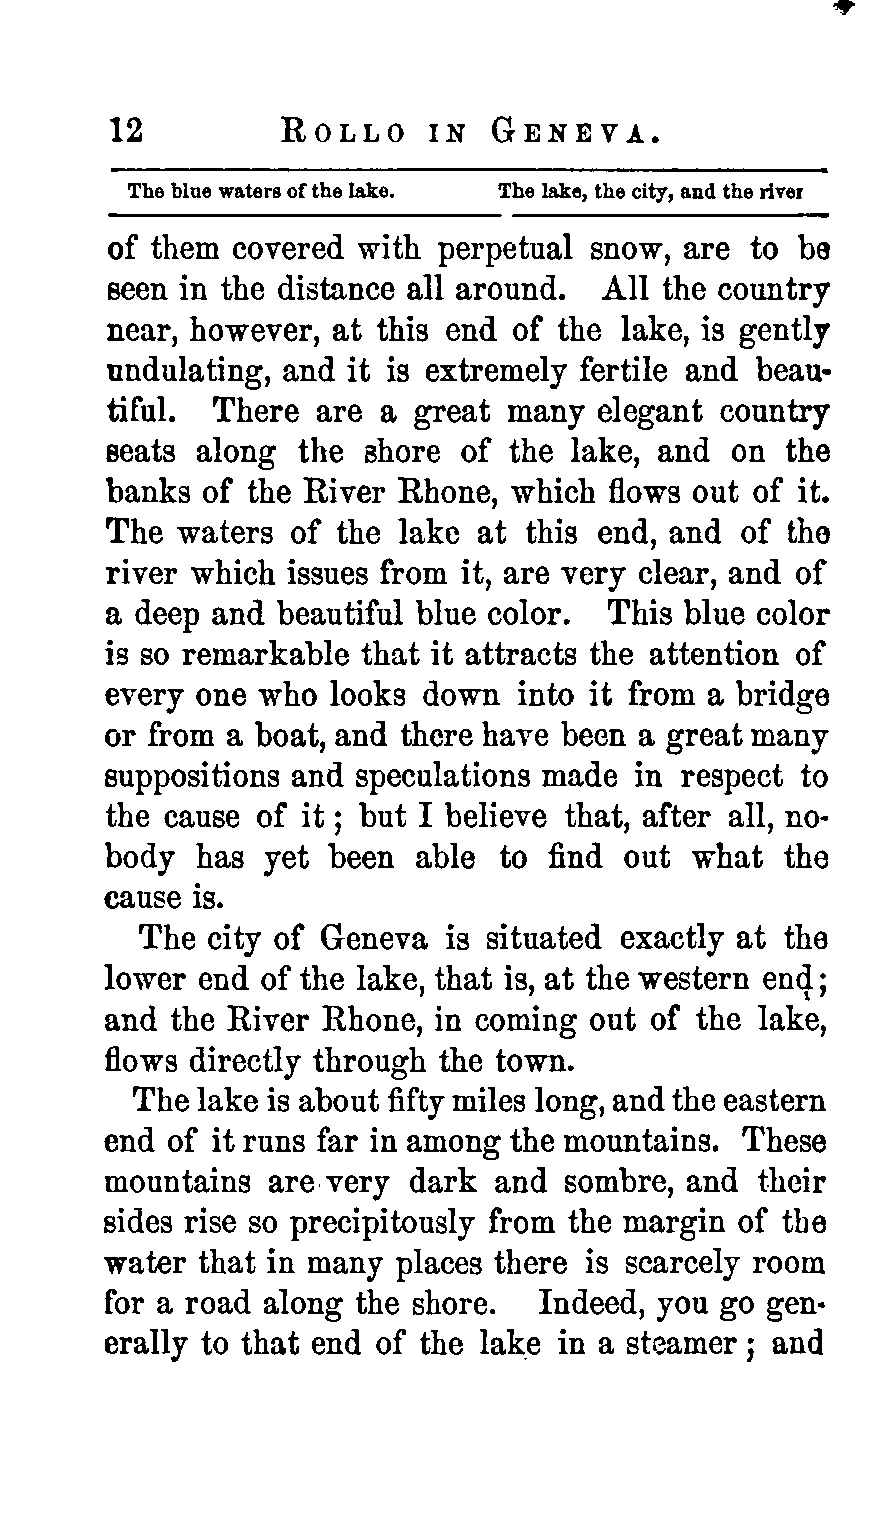 12 ROLLO IN GENEVA.
The blue waters of the lake. The lake, the city, and the river
of them covered with perpetual snow, are to be
seen in the distance all around. All the country
near, however, at this end of the lake, is gently
undulating, and it is extremely fertile and beau-
tiful. There are a great many elegant country
seats along the shore of the lake, and on the
banks of the River Rhone, which flows out of it.
The waters of the lake at this end, and of the
river which issues from it, are very clear, and of
a deep and beautiful blue color. This blue color
is so remarkable that it attracts the attention of
every one who looks down into it from a bridge
or from a boat, and there have been a great many
suppositions and speculations made in respect to
the cause of it; but I believe that, after all, no-
body has yet been able to find out what the
cause is.
The city of Geneva is situated exactly at the
lower end of the lake, that is, at the western end;
and the River Rhone, in coming out of the lake,
flows directly through the town.
The lake is about fifty miles long, and the eastern
end of it runs far in among the mountains. These
mountains are very dark and sombre, and their
sides rise so precipitously from the margin of the
water that in many places there is scarcely room
for a road along the shore. Indeed, you go gen-
erally to that end of the lake in a steamer; and